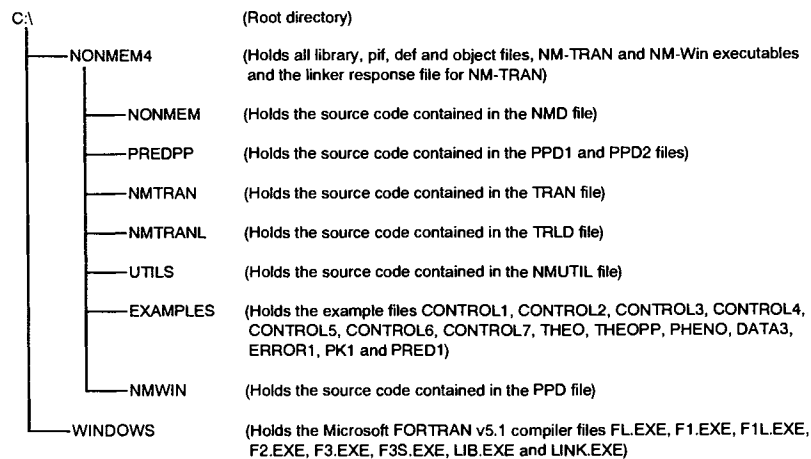 C:\ (Root directory)
NONMEM4 (Holds all library, pif, def and object files, NM-TRAN and NM-Win executables
and the linker response file for NM-TRAN)
NONMEM (Holds the source code contained in the NMD file)
PREDPP (Holds the source code contained in the PPD1 and PPD2 files)
NMTRAN (Holds the source code contained in the TRAN file)
NMTRANL (Holds the source code contained in the TRLD file)
UTILS (Holds the source code contained in the NMUTIL file)
EXAMPLES (Holds the example files CONTROL1, CONTROL2, CONTROL3, CONTROL4,
CONTROL5, CONTROL6, CONTROL7, THEO, THEOPP, PHENO, DATA3,
ERROR1, PK1 and PRED1)
NMWIN (Holds the source code contained in the PPD file)
WINDOWS (Holds the Microsoft FORTRAN v5.1 compiler files FL.EXE, F1.EXE, F1L.EXE,
F2.EXE, F3.EXE, F3S.EXE, LIB.EXE and LINK.EXE)